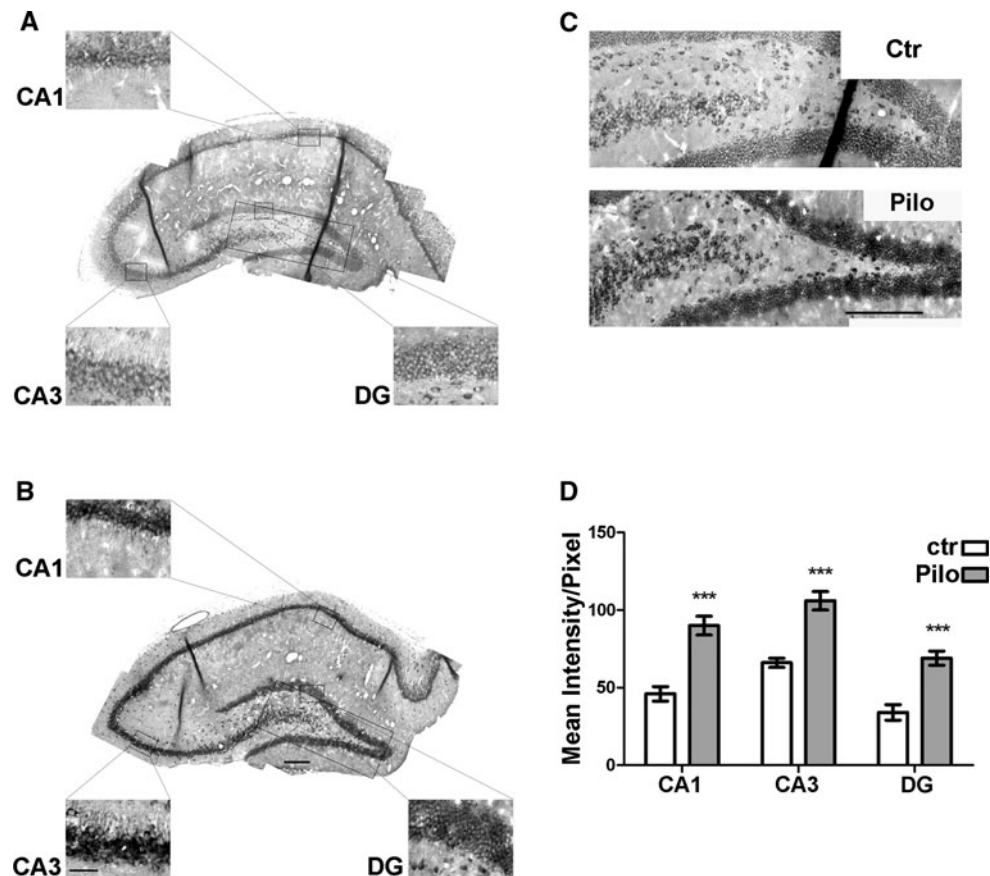 A
CA1
CA3
DG
B
CA1
CA3
DG
C
Ctr
Pilo
D
Mean Intensity/Pixel
150
100
50
0
ctr
Pilo
***
***
***
CA1
CA3
DG